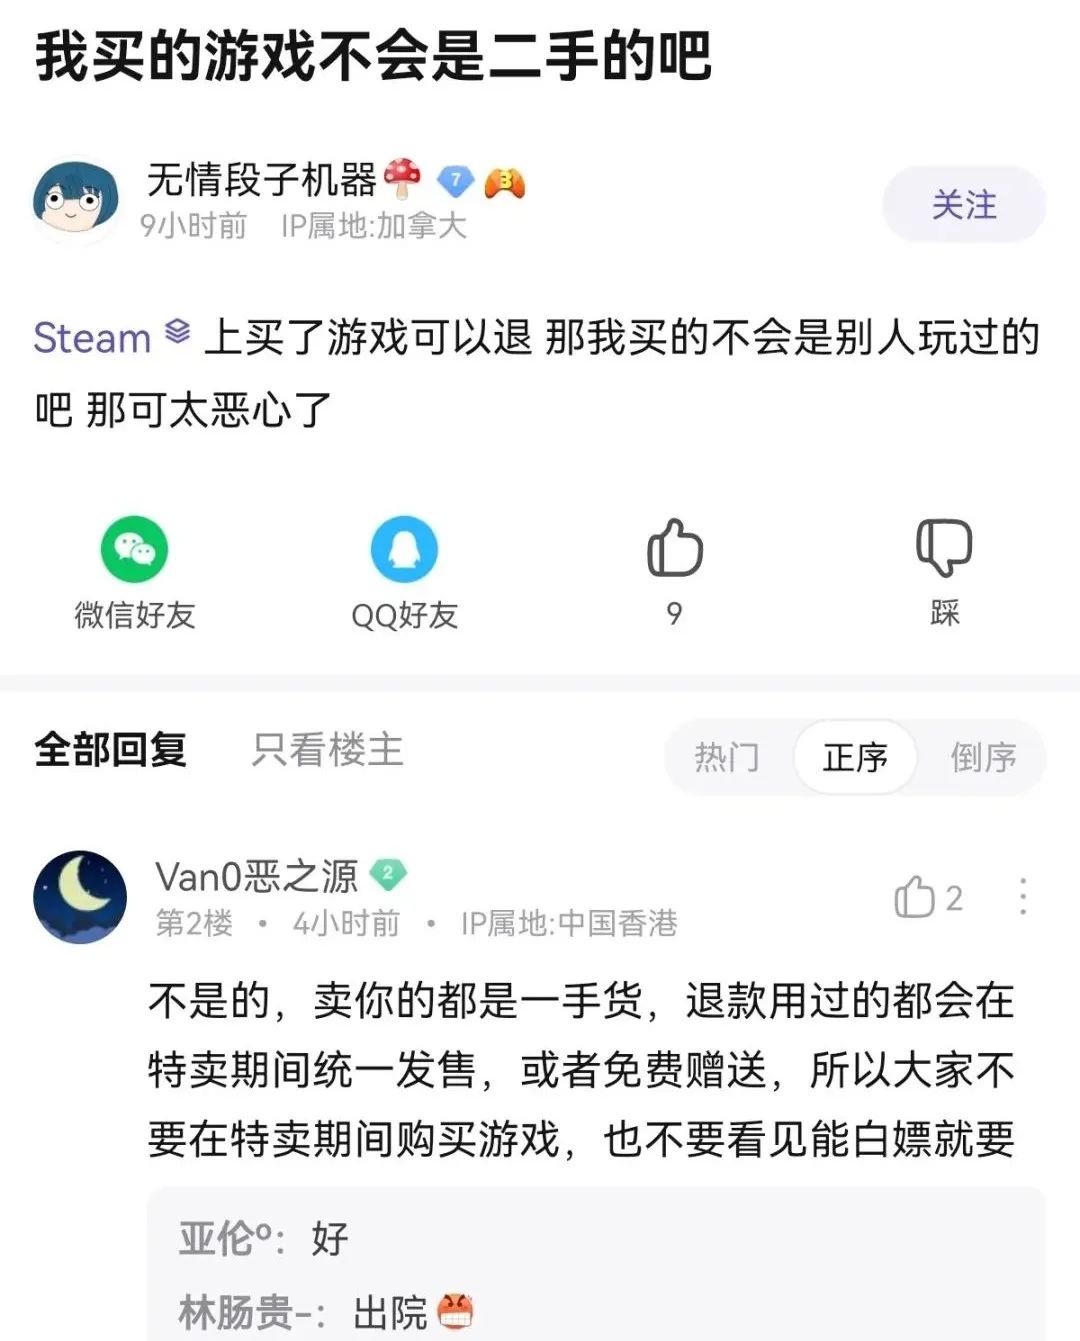 我买的游戏不会是二手的吧
无情段子机器 7 3
9小时前 IP属地:加拿大
关注
Steam 上买了游戏可以退 那我买的不会是别人玩过的
吧 那可太恶心了
微信好友 QQ好友 9 踩
全部回复 只看楼主 热门 正序 倒序
Van0恶之源 2
第2楼 • 4小时前 • IP属地:中国香港
2
不是的，卖你的都是一手货，退款用过的都会在
特卖期间统一发售，或者免费赠送，所以大家不
要在特卖期间购买游戏，也不要看见能白嫖就要
亚伦º：好
林肠贵-：出院